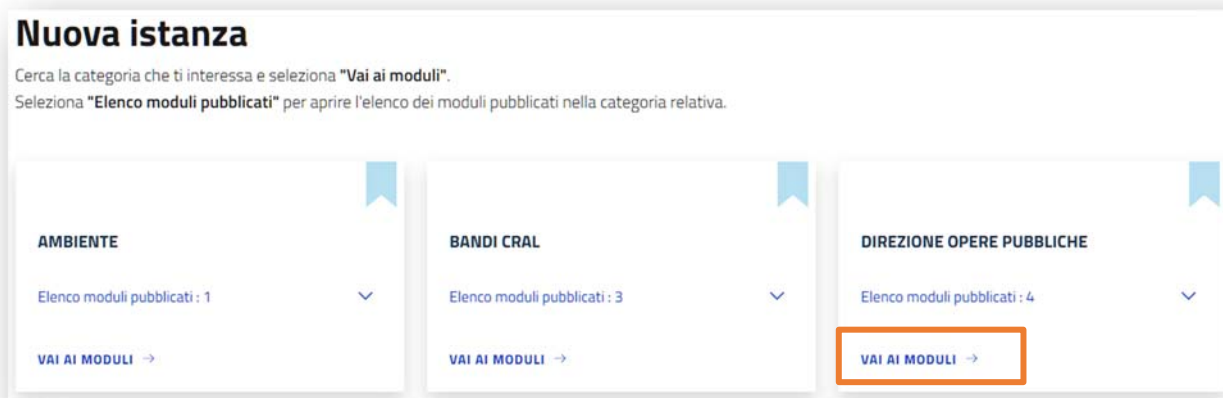 Nuova istanza
Cerca la categoria che ti interessa e seleziona "Vai ai moduli".
Seleziona "Elenco moduli pubblicati" per aprire l'elenco dei moduli pubblicati nella categoria relativa.
AMBIENTE
Elenco moduli pubblicati : 1
VAI AI MODULI →
BANDI CRAL
Elenco moduli pubblicati : 3
VAI AI MODULI →
DIREZIONE OPERE PUBBLICHE
Elenco moduli pubblicati : 4
VAI AI MODULI →